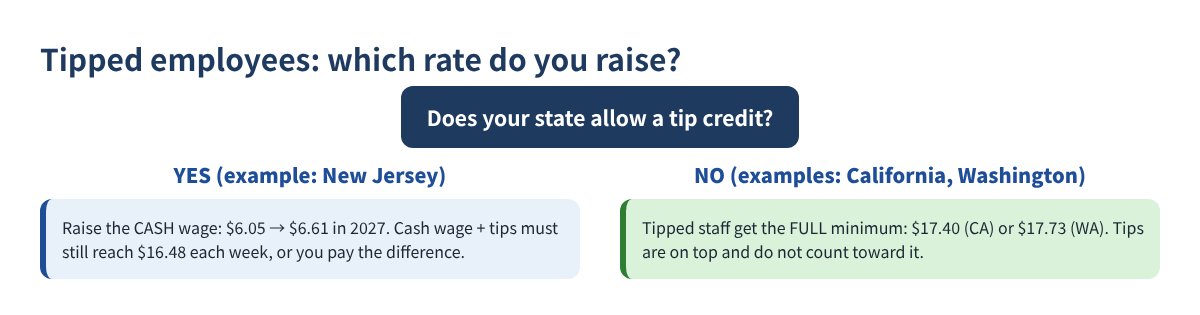 Tipped employees: which rate do you raise?
Does your state allow a tip credit?
YES (example: New Jersey)
Raise the CASH wage: $6.05 → $6.61 in 2027. Cash wage + tips must
still reach $16.48 each week, or you pay the difference.
NO (examples: California, Washington)
Tipped staff get the FULL minimum: $17.40 (CA) or $17.73 (WA). Tips
are on top and do not count toward it.